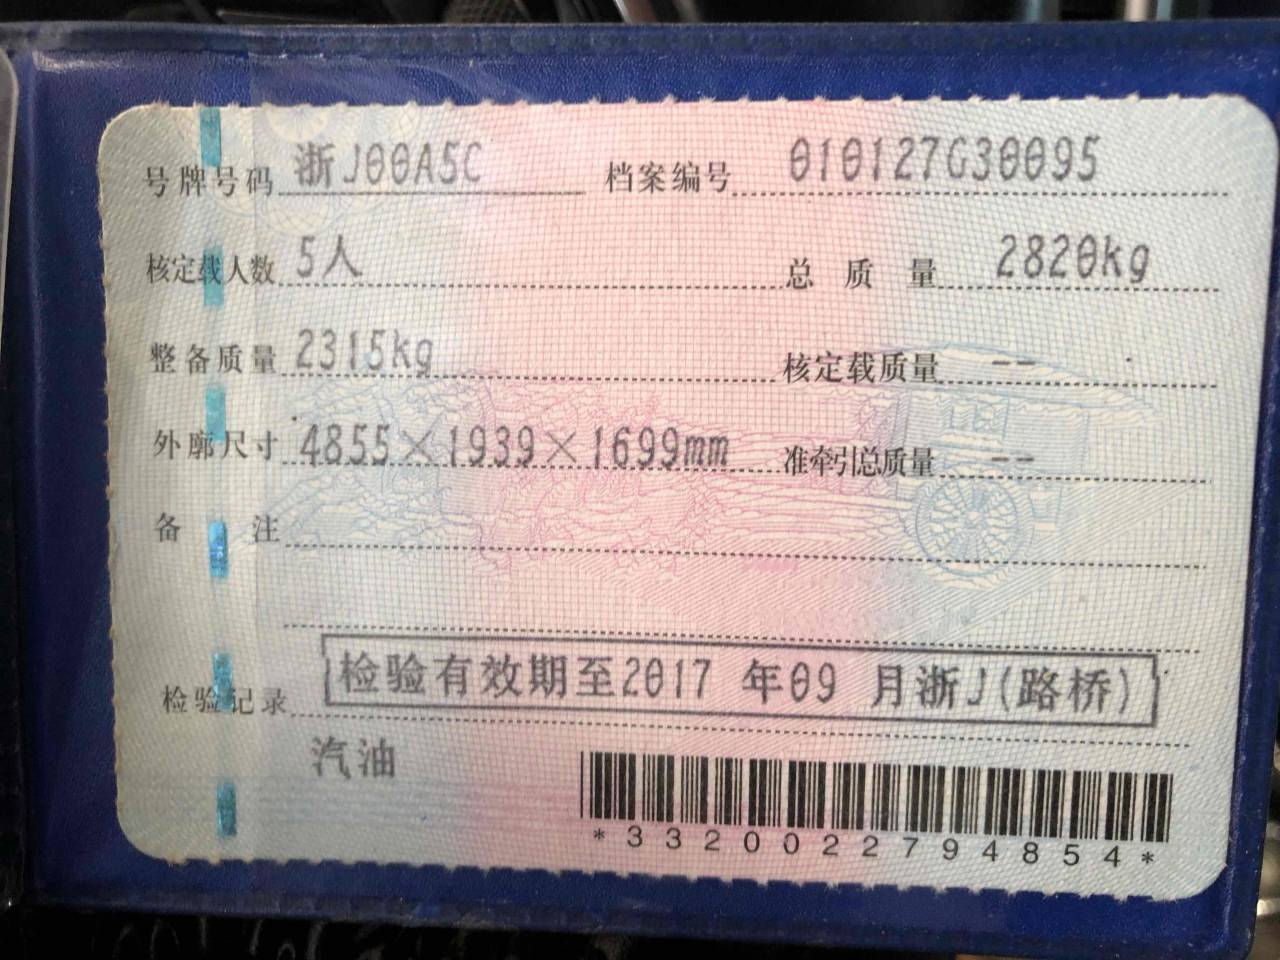 号牌号码 浙J00A5C 档案编号 010127G30095
核定载人数 5人 总质量 2820kg
整备质量 2315kg 核定载质量 --
外廓尺寸 4855×1939×1699mm 准牵引总质量 --
备注
检验记录 检验有效期至2017 年09 月浙J(路桥)
汽油
*3320022794854*